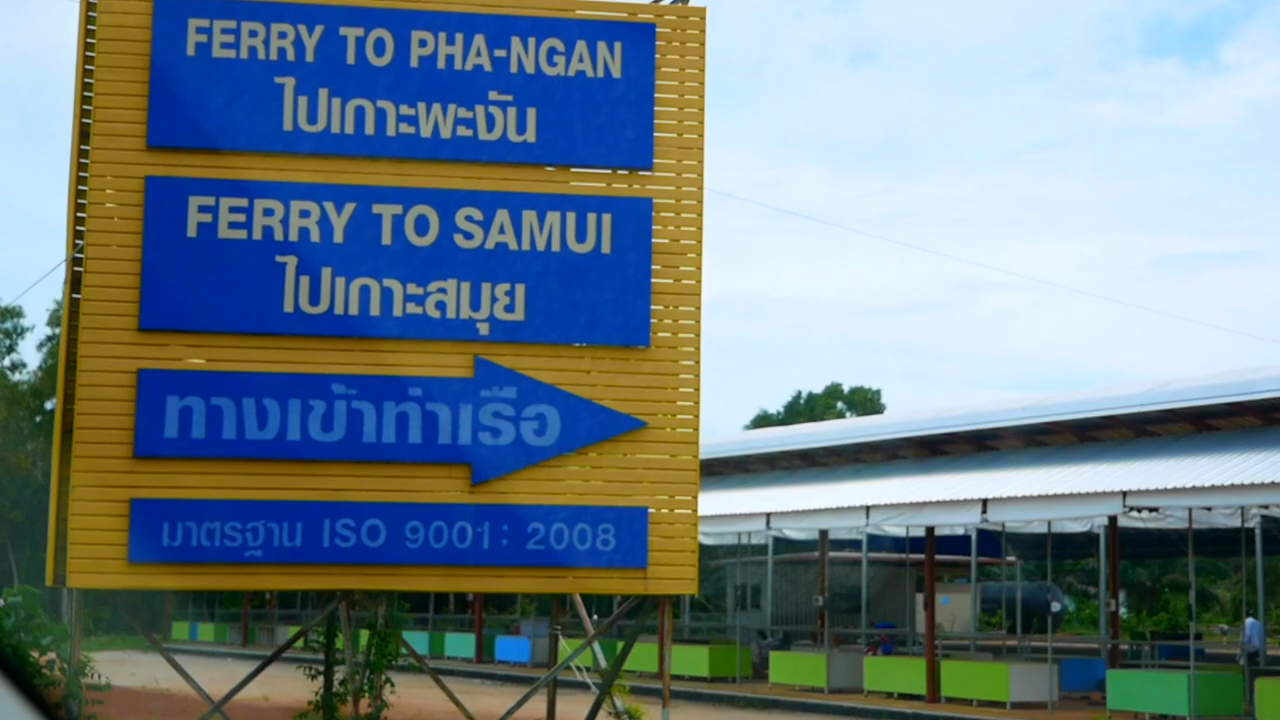 FERRY TO PHA-NGAN
ไปเกาะพะงัน
FERRY TO SAMUI
ไปเกาะสมุย
ทางเข้าท่าเรือ
มาตรฐาน ISO 9001: 2008